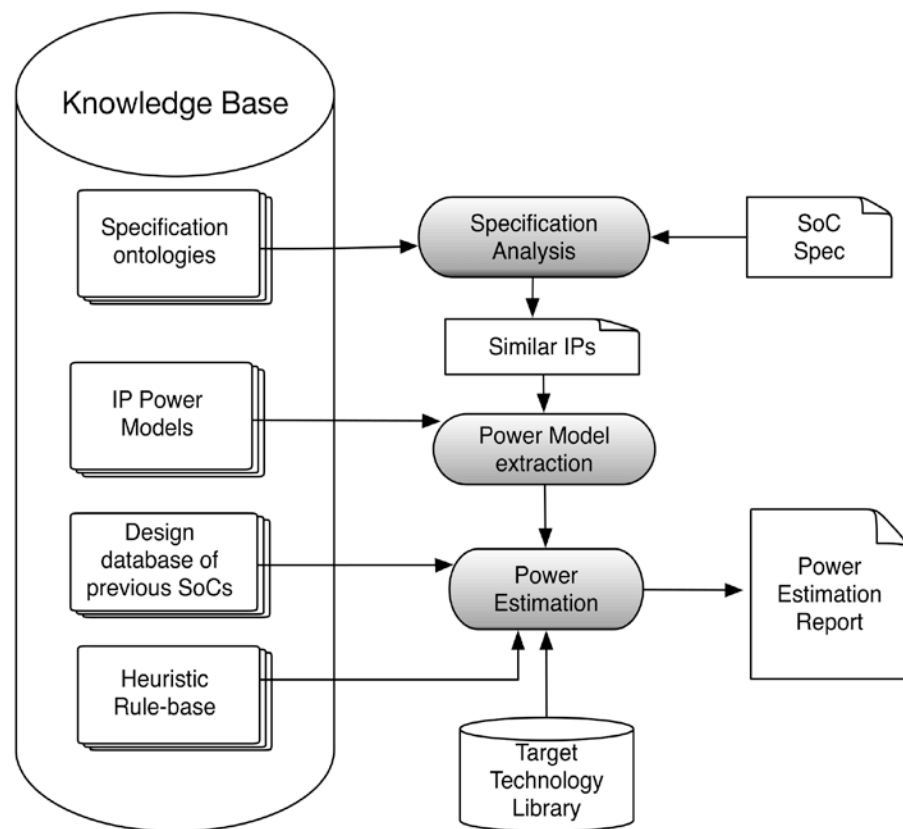 Knowledge Base
Specification
ontologies
Specification
Analysis
SoC
Spec
Similar IPs
IP Power
Models
Power Model
extraction
Design
database of
previous SoCs
Power
Estimation
Power
Estimation
Report
Heuristic
Rule-base
Target
Technology
Library